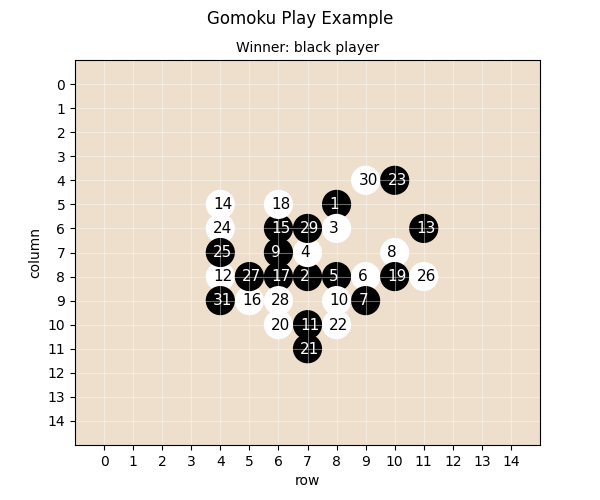 Gomoku Play Example
Winner: black player
0
1
2
3
4 30 23
5 14 18 1
6 24 15 29 3 13
7 25 9 4 8
8 12 27 17 2 5 6 19 26
9 31 16 28 10 7
10 20 11 22
11 21
12
13
14
column
0 1 2 3 4 5 6 7 8 9 10 11 12 13 14
row